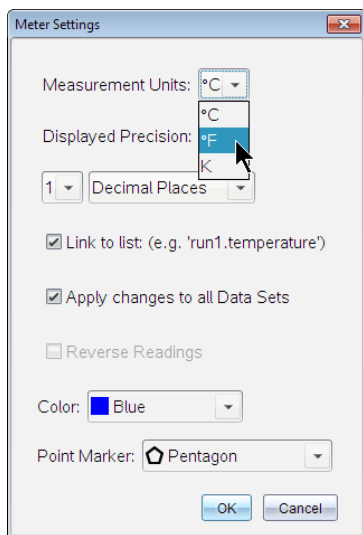 Meter Settings
Measurement Units: °C
°C
Displayed Precision:
°F
K
1 Decimal Places
Link to list: (e.g. 'run1.temperature')
Apply changes to all Data Sets
Reverse Readings
Color: Blue
Point Marker: Pentagon
OK Cancel